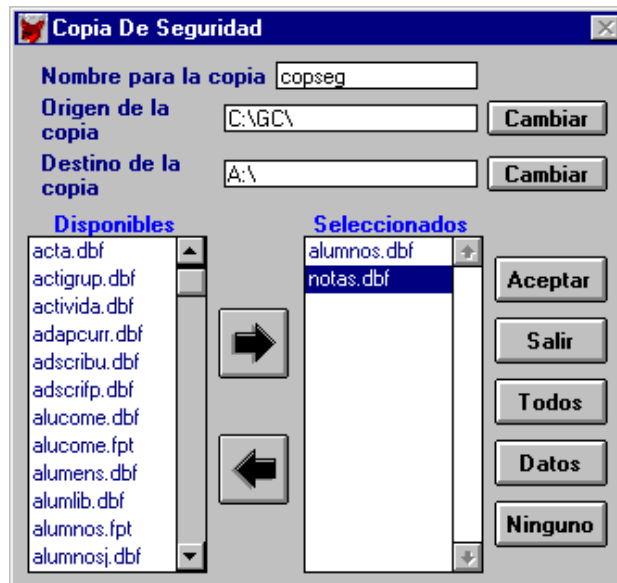 Copia De Seguridad
Nombre para la copia copseg
Origen de la
copia
C:\GC\
Cambiar
Destino de la
copia
A:\
Cambiar
Disponibles
acta.dbf
actigrup.dbf
activida.dbf
adapcurr.dbf
adscribu.dbf
adscrifp.dbf
alucome.dbf
alucome.fpt
alumens.dbf
alumlib.dbf
alumnos.fpt
alumnosj.dbf
Seleccionados
alumnos.dbf
notas.dbf
Aceptar
Salir
Todos
Datos
Ninguno